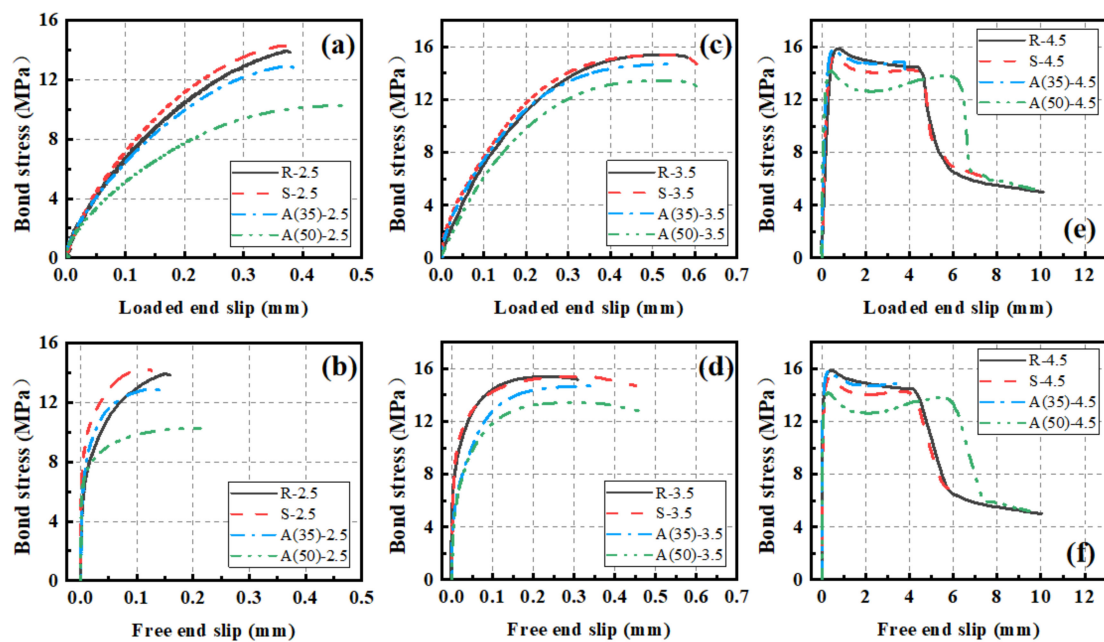 (a)
Bond stress (MPa)
16
12
8
4
0
R-2.5
S-2.5
A(35)-2.5
A(50)-2.5
0.0 0.1 0.2 0.3 0.4 0.5
Loaded end slip (mm)
(c)
Bond stress (MPa)
16
12
8
4
0
R-3.5
S-3.5
A(35)-3.5
A(50)-3.5
0.0 0.1 0.2 0.3 0.4 0.5 0.6 0.7
Loaded end slip (mm)
(e)
Bond stress (MPa)
16
12
8
4
0
R-4.5
S-4.5
A(35)-4.5
A(50)-4.5
0 2 4 6 8 10 12
Loaded end slip (mm)
(b)
Bond stress (MPa)
16
12
8
4
0
R-2.5
S-2.5
A(35)-2.5
A(50)-2.5
0.0 0.1 0.2 0.3 0.4 0.5
Free end slip (mm)
(d)
Bond stress (MPa)
16
12
8
4
0
R-3.5
S-3.5
A(35)-3.5
A(50)-3.5
0.0 0.1 0.2 0.3 0.4 0.5 0.6 0.7
Free end slip (mm)
(f)
Bond stress (MPa)
16
12
8
4
0
R-4.5
S-4.5
A(35)-4.5
A(50)-4.5
0 2 4 6 8 10 12
Free end slip (mm)